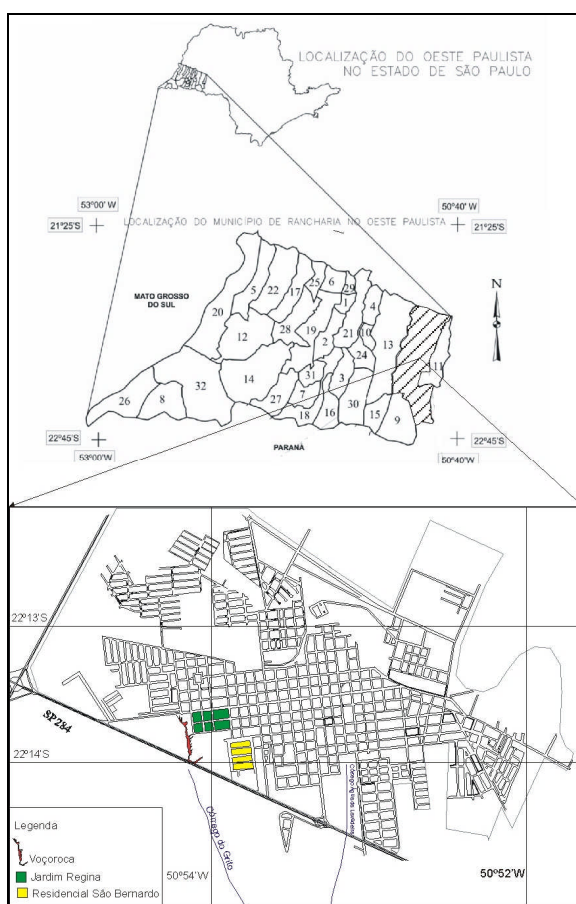 LOCALIZAÇÃO DO OESTE PAULISTA
NO ESTADO DE SÃO PAULO
53°00' W
50°40' W
21°25'S
LOCALIZAÇÃO DO MUNICÍPIO DE RANCHARIA NO OESTE PAULISTA
21°25'S
MATO GROSSO
DO SUL
N
20
5
22
17
25
6
29
1
4
12
28
19
2
21
10
13
24
11
26
8
32
14
27
31
7
3
18
16
30
15
9
22°45'S
53°00'W
PARANÁ
22°45'S
50°40'W
22°13'S
SP 284
22°14'S
Córrego do Grito
50°54'W
50°52'W
Legenda
Voçoroca
Jardim Regina
Residencial São Bernardo